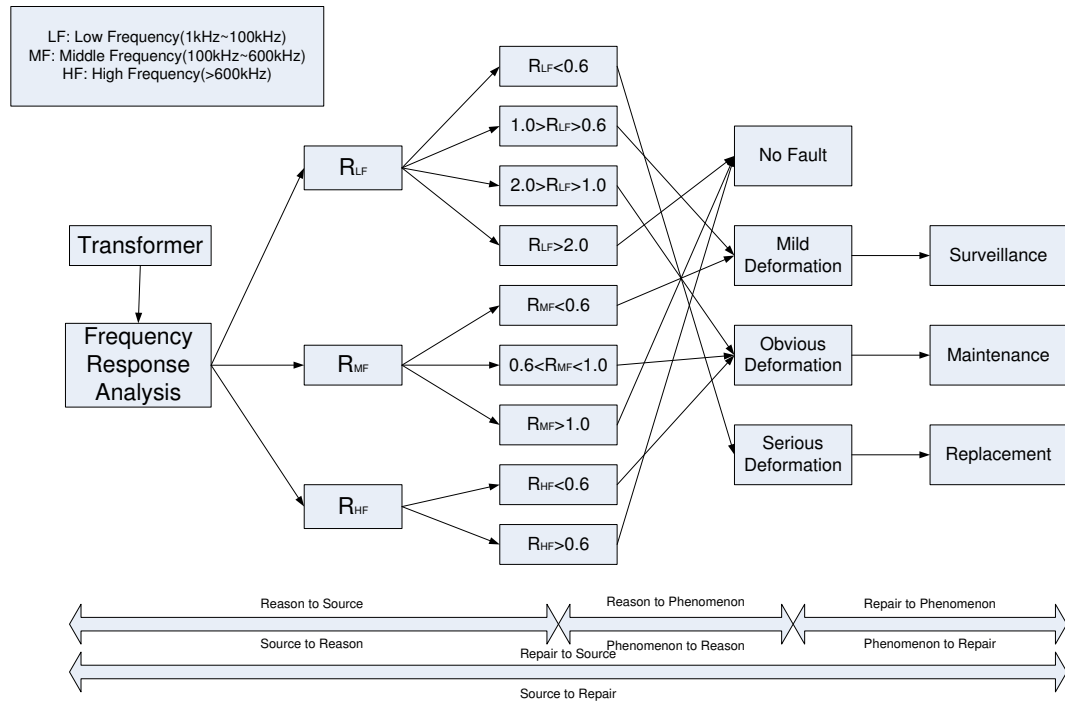 LF: Low Frequency(1kHz~100kHz)
MF: Middle Frequency(100kHz~600kHz)
HF: High Frequency(>600kHz)
Transformer
Frequency
Response
Analysis
RLF
RMF
RHF
RLF<0.6
1.0>RLF>0.6
2.0>RLF>1.0
RLF>2.0
RMF<0.6
0.6<RMF<1.0
RMF>1.0
RHF<0.6
RHF>0.6
No Fault
Mild
Deformation
Obvious
Deformation
Serious
Deformation
Surveillance
Maintenance
Replacement
Reason to Source
Reason to Phenomenon
Repair to Phenomenon
Source to Reason
Phenomenon to Reason
Phenomenon to Repair
Repair to Source
Source to Repair